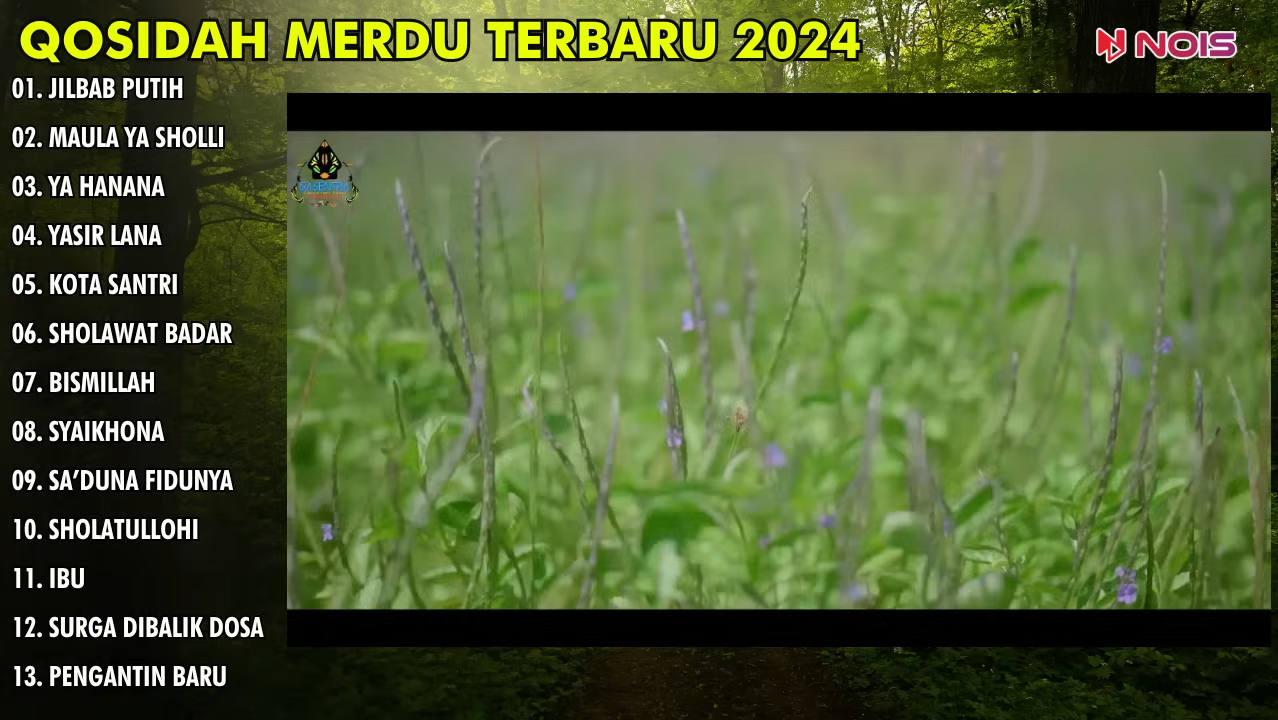 QOSIDAH MERDU TERBARU 2024
NOIS
01. JILBAB PUTIH
02. MAULA YA SHOLLI
03. YA HANANA
04. YASIR LANA
05. KOTA SANTRI
06. SHOLAWAT BADAR
07. BISMILLAH
08. SYAIKHONA
09. SA’DUNA FIDUNYA
10. SHOLATULLOHI
11. IBU
12. SURGA DIBALIK DOSA
13. PENGANTIN BARU